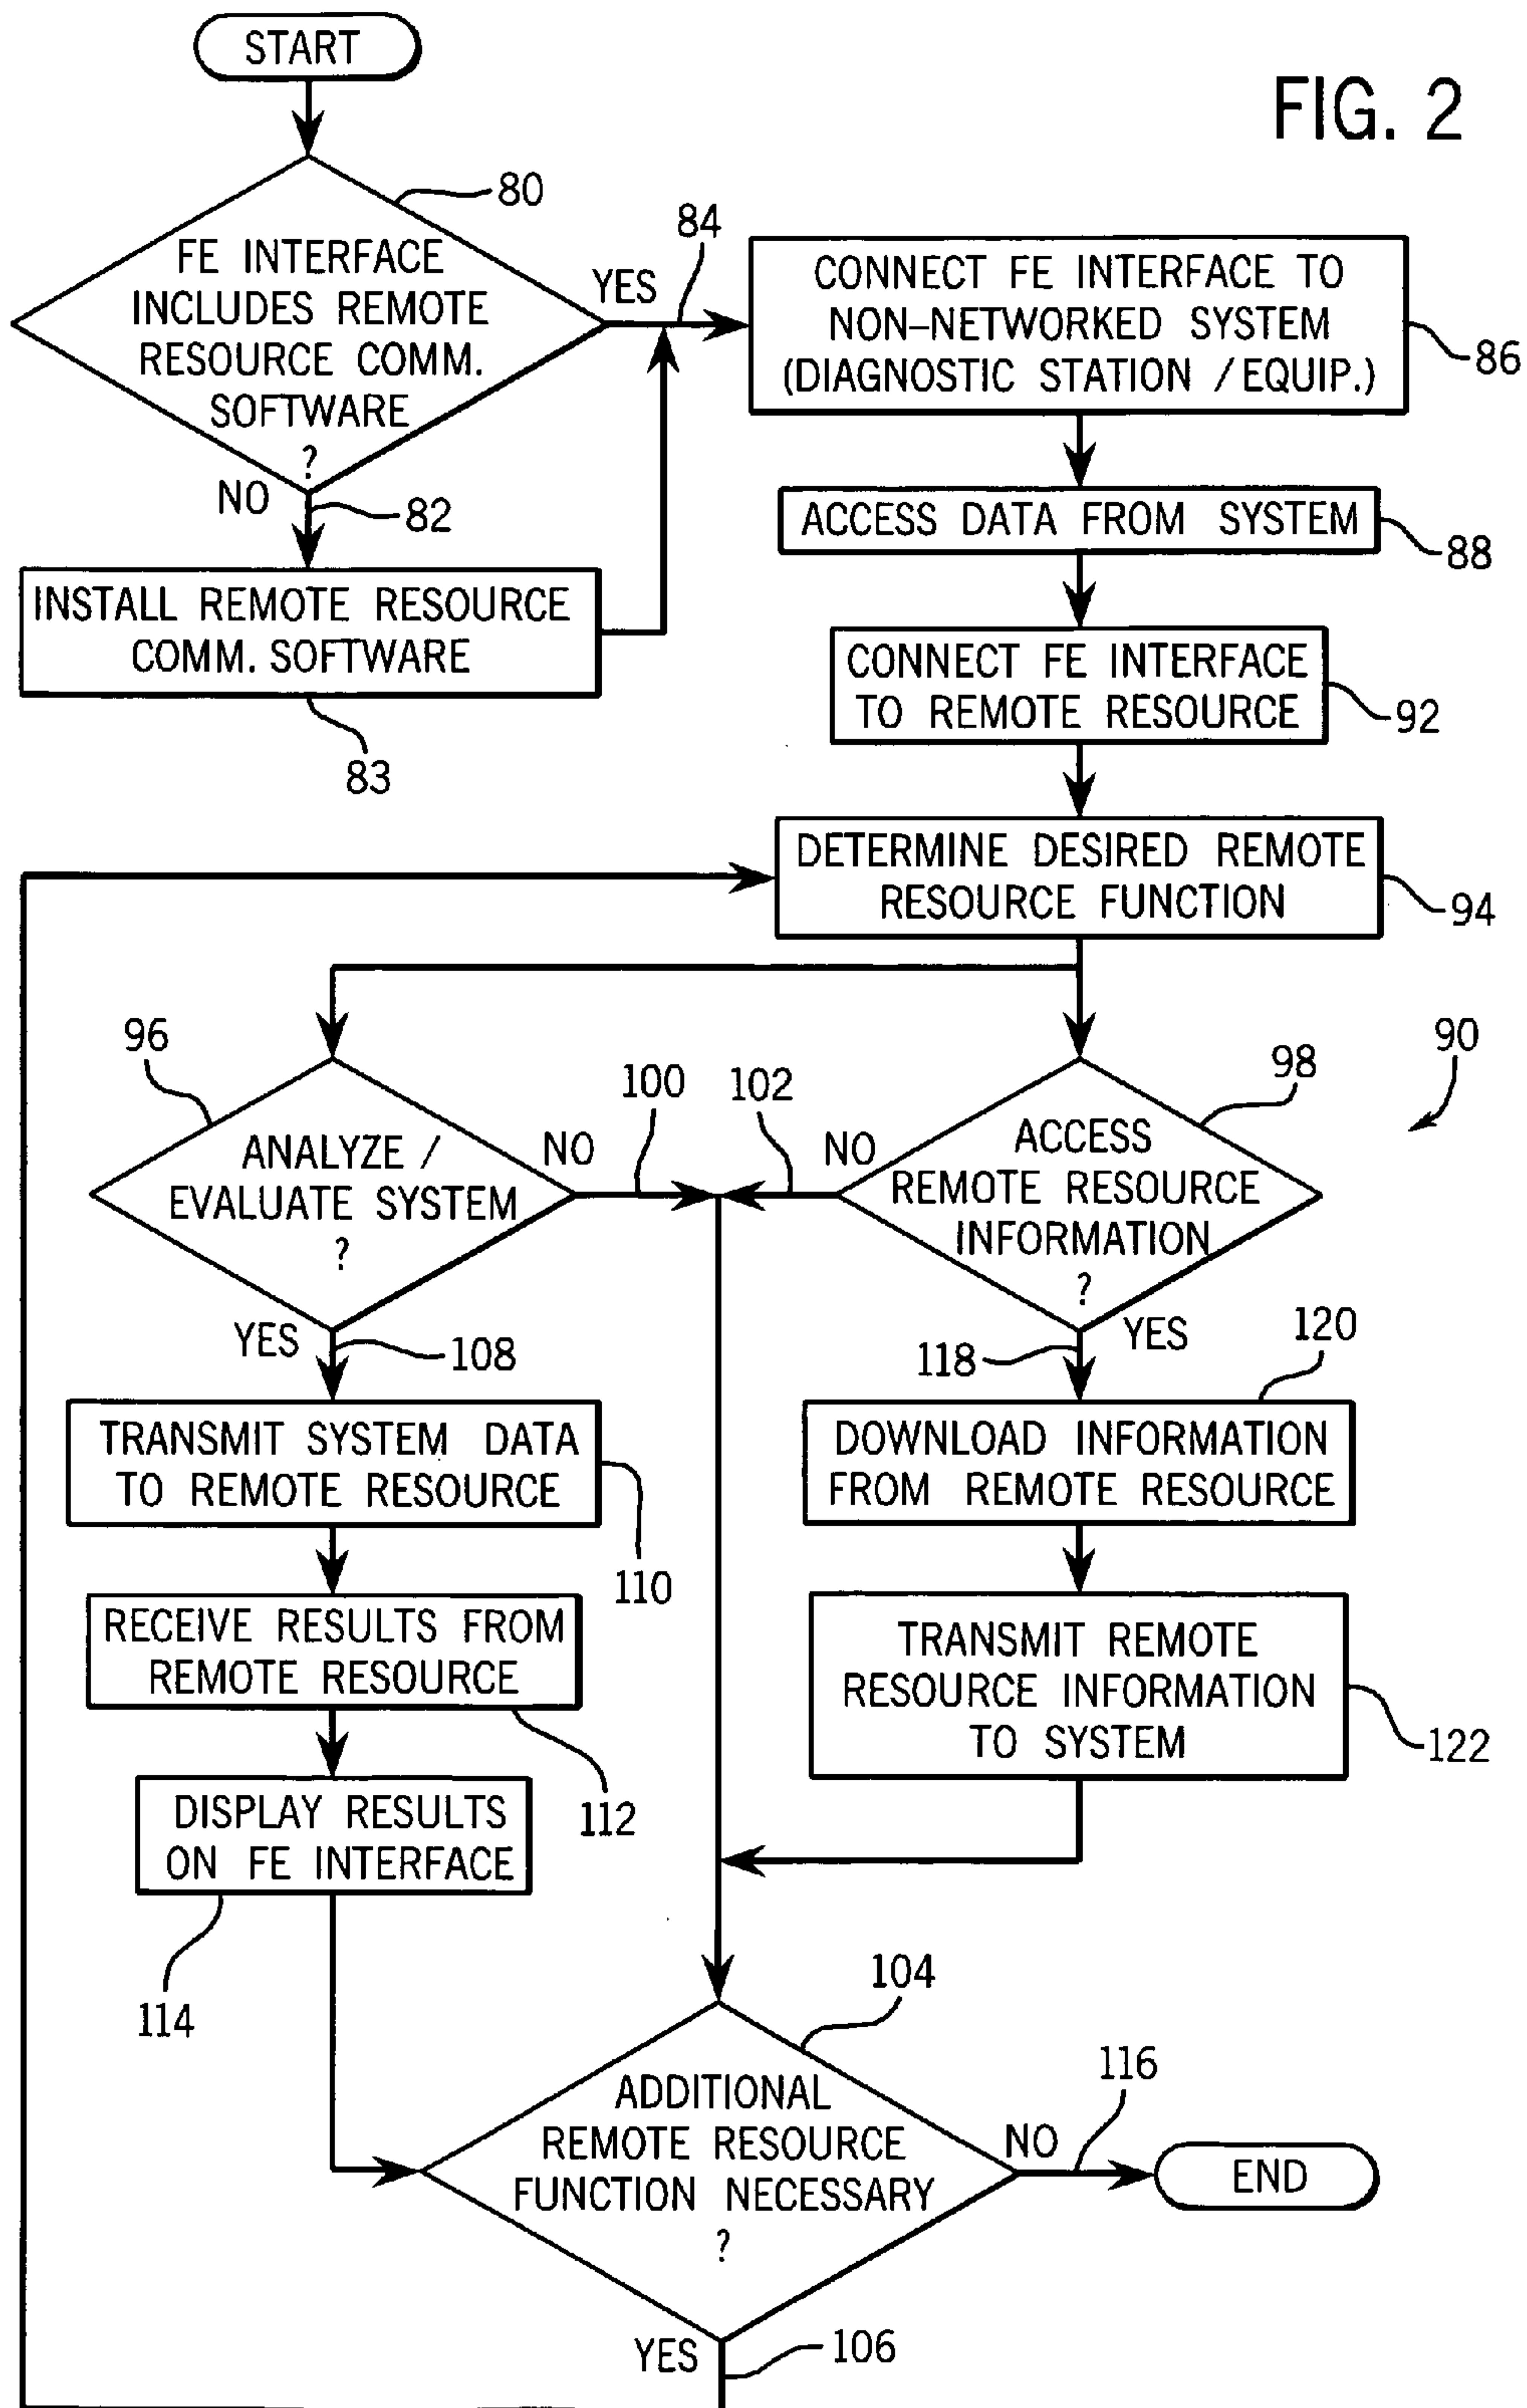 START
FIG. 2
80
FE INTERFACE
INCLUDES REMOTE
RESOURCE COMM.
SOFTWARE
?
YES
84
CONNECT FE INTERFACE TO
NON-NETWORKED SYSTEM
(DIAGNOSTIC STATION / EQUIP.)
86
NO
82
ACCESS DATA FROM SYSTEM
88
INSTALL REMOTE RESOURCE
COMM. SOFTWARE
83
CONNECT FE INTERFACE
TO REMOTE RESOURCE
92
DETERMINE DESIRED REMOTE
RESOURCE FUNCTION
94
96
ANALYZE /
EVALUATE SYSTEM
?
NO
100
102
NO
98
90
ACCESS
REMOTE RESOURCE
INFORMATION
?
YES
108
118
YES
120
TRANSMIT SYSTEM DATA
TO REMOTE RESOURCE
110
DOWNLOAD INFORMATION
FROM REMOTE RESOURCE
RECEIVE RESULTS FROM
REMOTE RESOURCE
112
TRANSMIT REMOTE
RESOURCE INFORMATION
TO SYSTEM
122
DISPLAY RESULTS
ON FE INTERFACE
114
104
ADDITIONAL
REMOTE RESOURCE
FUNCTION NECESSARY
?
NO
116
END
YES
106